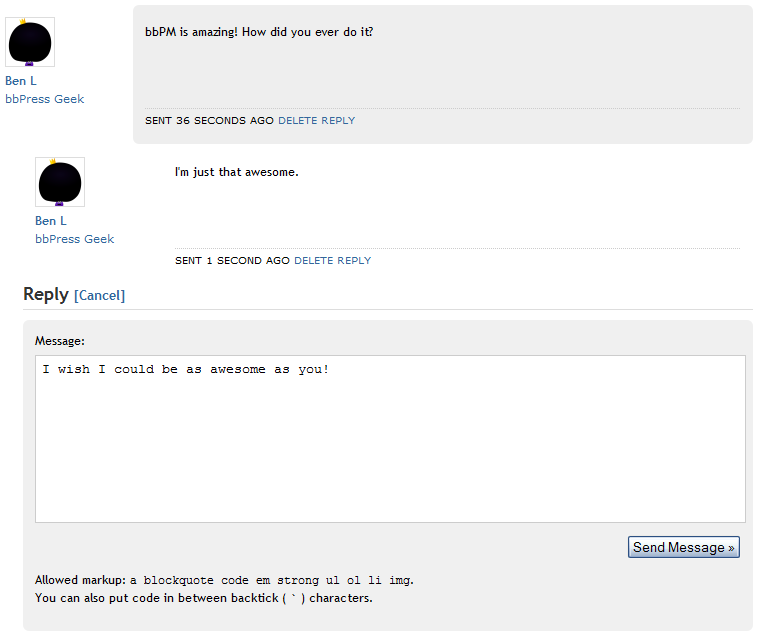 bbPM is amazing! How did you ever do it?
Ben L
bbPress Geek
SENT 36 SECONDS AGO DELETE REPLY
I'm just that awesome.
Ben L
bbPress Geek
SENT 1 SECOND AGO DELETE REPLY
Reply [Cancel]
Message:
I wish I could be as awesome as you!
Send Message »
Allowed markup: a blockquote code em strong ul ol li img.
You can also put code in between backtick ( ` ) characters.